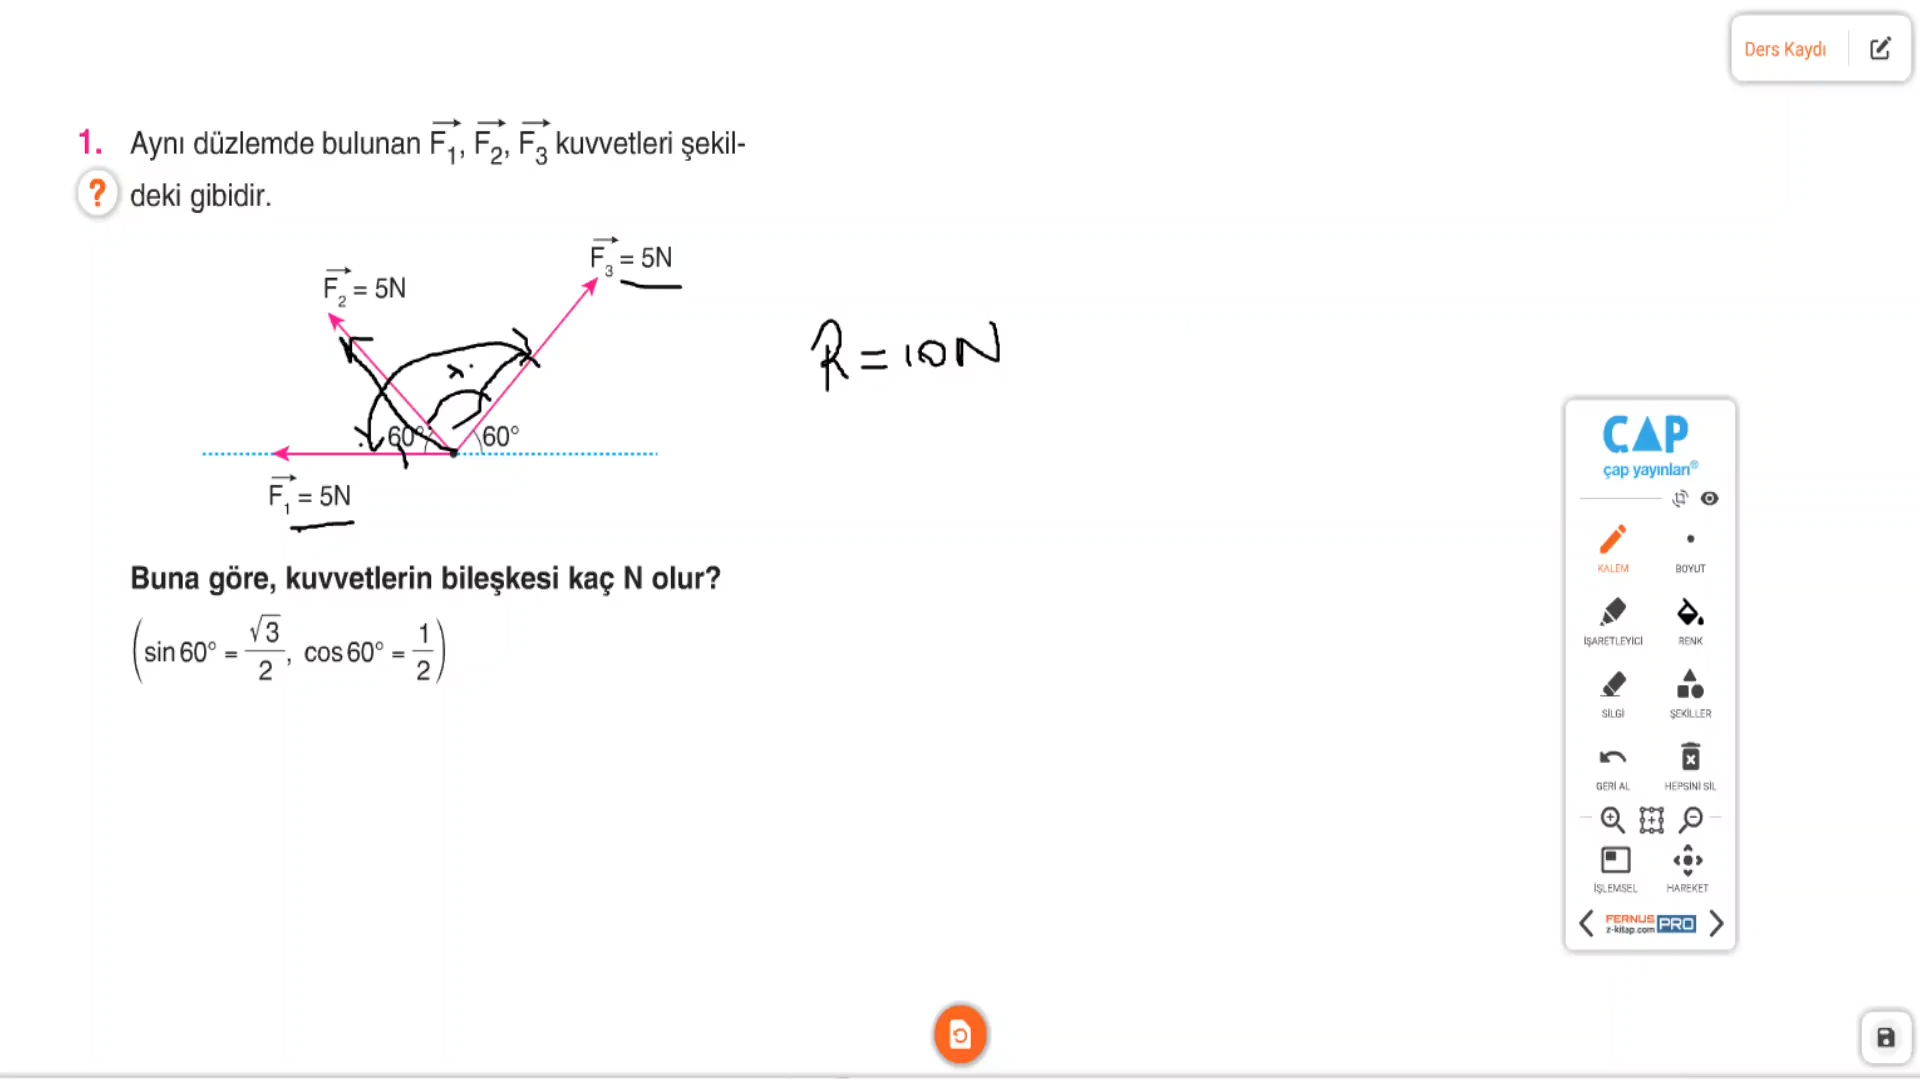 Ders Kaydı
1. Aynı düzlemde bulunan F₁, F₂, F₃ kuvvetleri şekil-
? deki gibidir.
F₃ = 5N
F₂ = 5N
R = 10N
60° 60°
F₁ = 5N
Buna göre, kuvvetlerin bileşkesi kaç N olur?
(sin 60° = √3/2, cos 60° = 1/2)
ÇAP
çap yayınları®
KALEM BOYUT
İŞARETLEYİCİ RENK
SİLGİ ŞEKİLLER
GERİ AL HEPSİNİ SİL
İŞLEMSEL HAREKET
FERNUS PRO
z-kitap.com